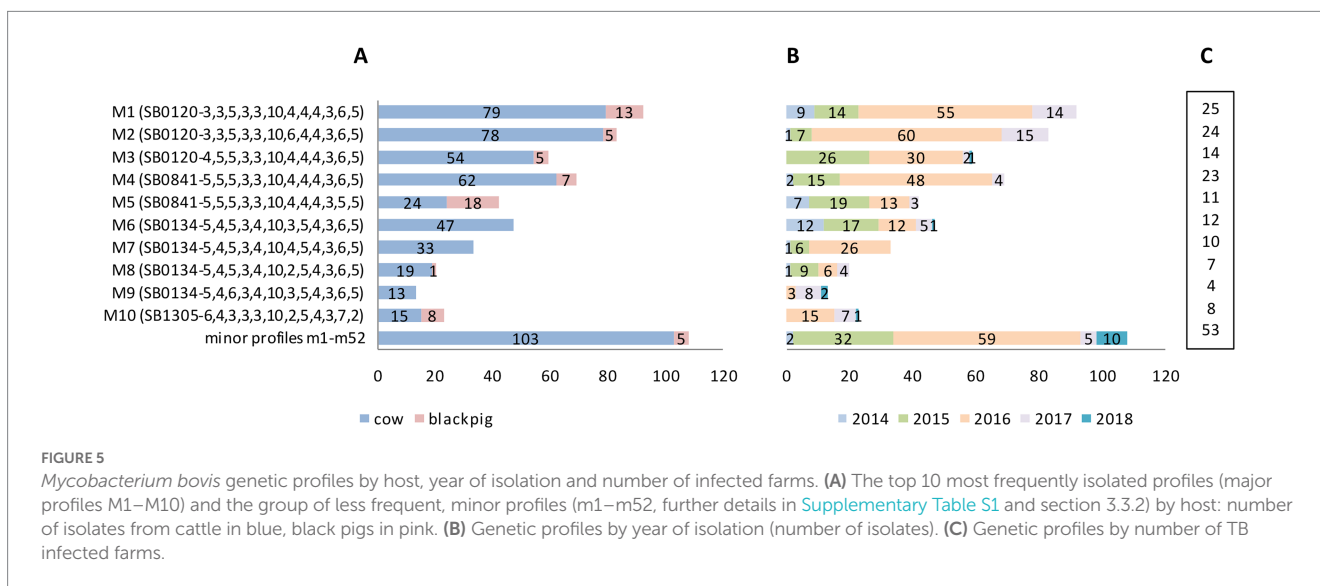 A
B
C
M1 (SB0120-3,3,5,3,3,10,4,4,4,3,6,5) 79 13 9 14 55 14 25
M2 (SB0120-3,3,5,3,3,10,6,4,4,3,6,5) 78 5 1 7 60 15 24
M3 (SB0120-4,5,5,3,3,10,4,4,4,3,6,5) 54 5 26 30 2 1 14
M4 (SB0841-5,5,5,3,3,10,4,4,4,3,6,5) 62 7 2 15 48 4 23
M5 (SB0841-5,5,5,3,3,10,4,4,4,3,5,5) 24 18 7 19 13 3 11
M6 (SB0134-5,4,5,3,4,10,3,5,4,3,6,5) 47 12 17 12 5 1 12
M7 (SB0134-5,4,5,3,4,10,4,5,4,3,6,5) 33 1 6 26 10
M8 (SB0134-5,4,5,3,4,10,2,5,4,3,6,5) 19 1 1 9 6 4 7
M9 (SB0134-5,4,6,3,4,10,3,5,4,3,6,5) 13 3 8 2 4
M10 (SB1305-6,4,3,3,3,10,2,5,4,3,7,2) 15 8 15 7 1 8
minor profiles m1-m52 103 5 2 32 59 5 10 53
0 20 40 60 80 100 120 0 20 40 60 80 100 120
cow blackpig 2014 2015 2016 2017 2018
FIGURE 5
Mycobacterium bovis genetic profiles by host, year of isolation and number of infected farms. (A) The top 10 most frequently isolated profiles (major
profiles M1–M10) and the group of less frequent, minor profiles (m1–m52, further details in Supplementary Table S1 and section 3.3.2) by host: number
of isolates from cattle in blue, black pigs in pink. (B) Genetic profiles by year of isolation (number of isolates). (C) Genetic profiles by number of TB
infected farms.